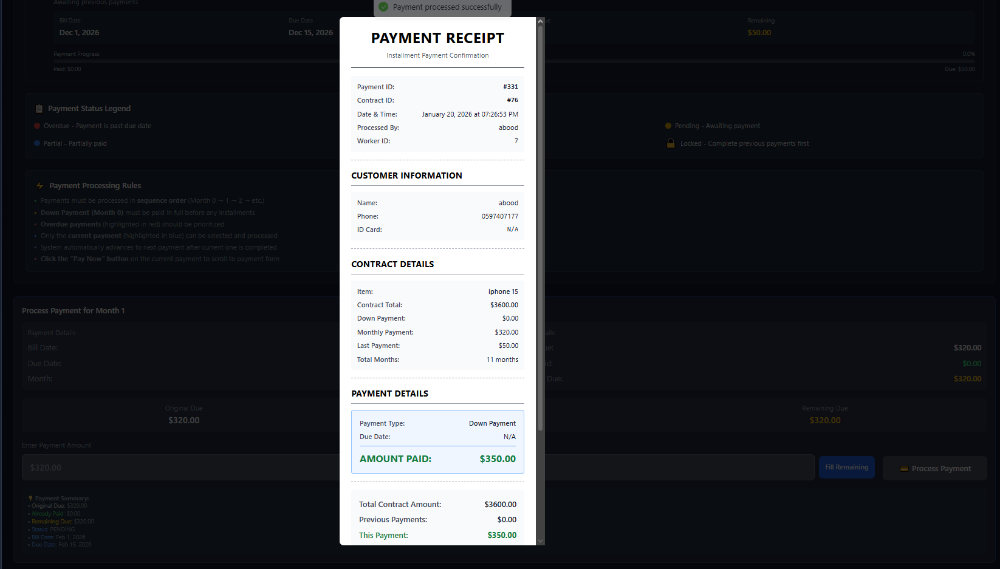 Awaiting previous payments
Payment processed successfully
Bill Date
Due Date
ue
Remaining
Dec 1, 2026
Dec 15, 2026
$50.00
Payment Progress
0.0%
Paid: $0.00
Due: $50.00
Payment Status Legend
Overdue - Payment is past due date
Pending - Awaiting payment
Partial - Partially paid
Locked - Complete previous payments first
Payment Processing Rules
• Payments must be processed in sequence order (Month 0 → 1 → 2 → etc.)
• Down Payment (Month 0) must be paid in full before any installments
• Overdue payments (highlighted in red) should be prioritized
• Only the current payment (highlighted in blue) can be selected and processed
• System automatically advances to next payment after current one is completed
• Click the "Pay Now" button on the current payment to scroll to payment form
Process Payment for Month 1
Payment Details
ails
Bill Date:
ue:
$320.00
Due Date:
id:
$0.00
Month:
Due:
$320.00
Original Due
Remaining Due
$320.00
$320.00
Enter Payment Amount
$320.00
Fill Remaining
Process Payment
Payment Summary:
• Original Due: $320.00
• Already Paid: $0.00
• Remaining Due: $320.00
• Status: PENDING
• Bill Date: Feb 1, 2026
• Due Date: Feb 15, 2026
PAYMENT RECEIPT
Installment Payment Confirmation
Payment ID: #331
Contract ID: #76
Date & Time: January 20, 2026 at 07:26:53 PM
Processed By: abood
Worker ID: 7
CUSTOMER INFORMATION
Name: abood
Phone: 0597407177
ID Card: N/A
CONTRACT DETAILS
Item: iphone 15
Contract Total: $3600.00
Down Payment: $0.00
Monthly Payment: $320.00
Last Payment: $50.00
Total Months: 11 months
PAYMENT DETAILS
Payment Type: Down Payment
Due Date: N/A
AMOUNT PAID: $350.00
Total Contract Amount: $3600.00
Previous Payments: $0.00
This Payment: $350.00